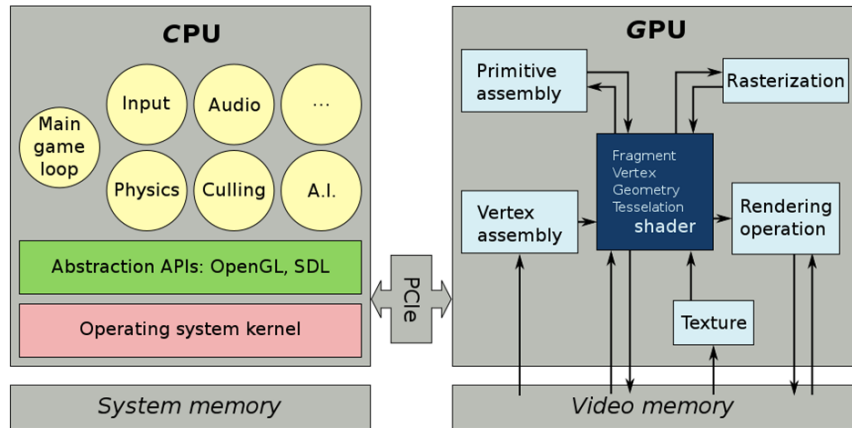 CPU
Input
Audio
...
Main
game
loop
Physics
Culling
A.I.
Abstraction APIs: OpenGL, SDL
Operating system kernel
System memory
PCIe
GPU
Primitive
assembly
Rasterization
Fragment
Vertex
Geometry
Tesselation
shader
Vertex
assembly
Rendering
operation
Texture
Video memory